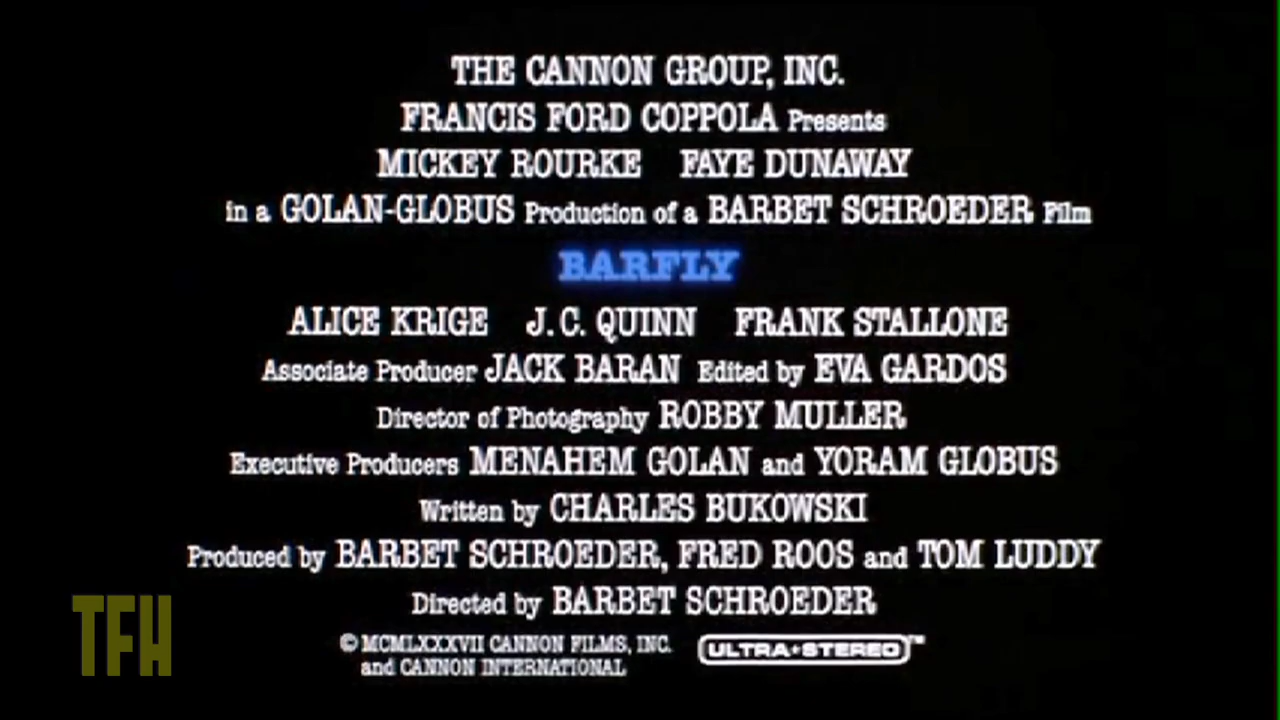 THE CANNON GROUP, INC.
FRANCIS FORD COPPOLA Presents
MICKEY ROURKE FAYE DUNAWAY
in a GOLAN-GLOBUS Production of a BARBET SCHROEDER Film
BARFLY
ALICE KRIGE J.C. QUINN FRANK STALLONE
Associate Producer JACK BARAN Edited by EVA GARDOS
Director of Photography ROBBY MULLER
Executive Producers MENAHEM GOLAN and YORAM GLOBUS
Written by CHARLES BUKOWSKI
Produced by BARBET SCHROEDER, FRED ROOS and TOM LUDDY
Directed by BARBET SCHROEDER
© MCMLXXXVII CANNON FILMS, INC.
and CANNON INTERNATIONAL
ULTRA•STEREO™
TFH